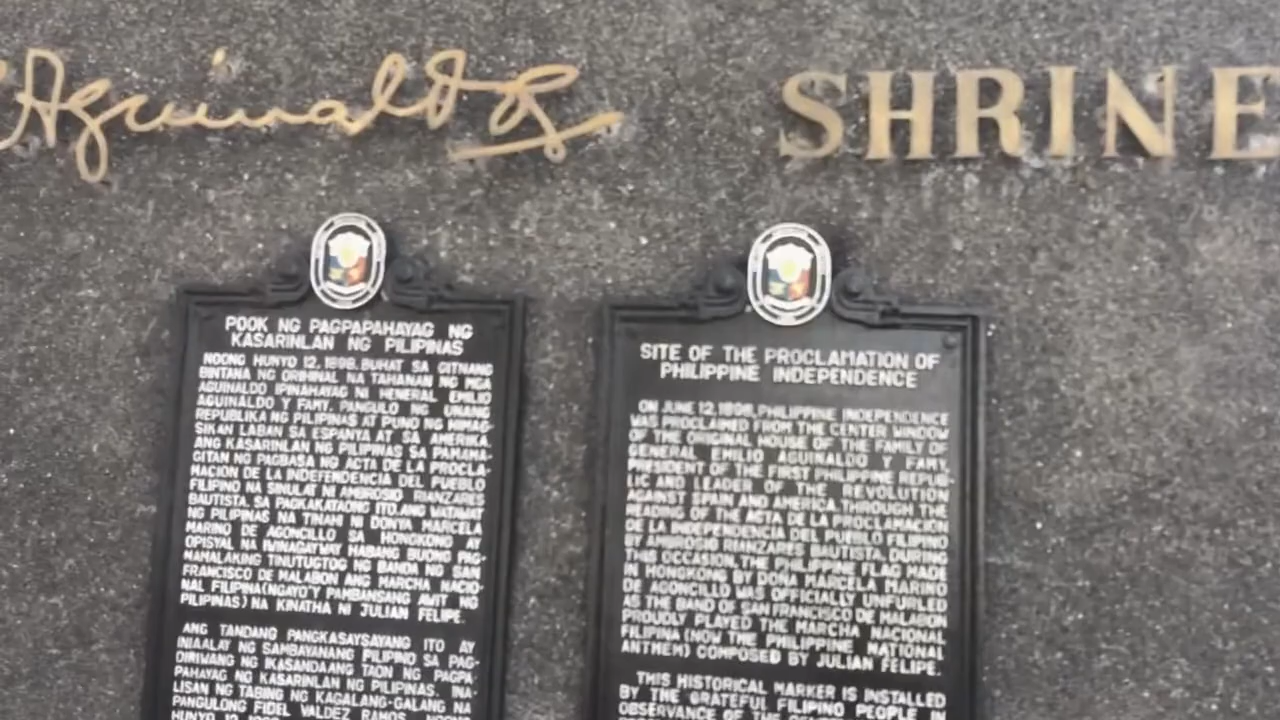 Aguinaldo SHRINE
POOK NG PAGPAPAHAYAG NG
KASARINLAN NG PILIPINAS
NOONG HUNYO 12, 1898, BUHAT SA GITNANG
BINTANA NG ORIHINAL NA TAHANAN NG MGA
AGUINALDO IPINAHAYAG NI HENERAL EMILIO
AGUINALDO Y FAMY, PANGULO NG UNANG
REPUBLIKA NG PILIPINAS AT PUNO NG HIMAG-
SIKAN LABAN SA ESPANYA AT SA AMERIKA,
ANG KASARINLAN NG PILIPINAS SA PAMAMA-
GITAN NG PAGBASA NG ACTA DE LA PROCLA-
MACION DE LA INDEPENDENCIA DEL PUEBLO
FILIPINO NA SINULAT NI AMBROSIO RIANZARES
BAUTISTA. SA PAGKAKATAONG ITO, ANG WATAWAT
NG PILIPINAS NA TINAHI NI DONYA MARCELA
MARINO DE AGONCILLO SA HONGKONG AY
OPISYAL NA IWINAGAYWAY HABANG BUONG PAG-
MAMALAKING TINUTUGTOG NG BANDA NG SAN
FRANCISCO DE MALABON ANG MARCHA NACIO-
NAL FILIPINA (NGAYO'Y PAMBANSANG AWIT NG
PILIPINAS) NA KINATHA NI JULIAN FELIPE.
ANG TANDANG PANGKASAYSAYANG ITO AY
INIAALAY NG SAMBAYANANG PILIPINO SA PAG-
DIRIWANG NG IKASANDAANG TAON NG PAGPA-
PAHAYAG NG KASARINLAN NG PILIPINAS. INA-
LISAN NG TABING NG KAGALANG-GALANG NA
PANGULONG FIDEL VALDEZ RAMOS, NOONG
HUNYO 12
SITE OF THE PROCLAMATION OF
PHILIPPINE INDEPENDENCE
ON JUNE 12, 1898, PHILIPPINE INDEPENDENCE
WAS PROCLAIMED FROM THE CENTER WINDOW
OF THE ORIGINAL HOUSE OF THE FAMILY OF
GENERAL EMILIO AGUINALDO Y FAMY,
PRESIDENT OF THE FIRST PHILIPPINE REPUB-
LIC AND LEADER OF THE REVOLUTION
AGAINST SPAIN AND AMERICA, THROUGH THE
READING OF THE ACTA DE LA PROCLAMACION
DE LA INDEPENDENCIA DEL PUEBLO FILIPINO
BY AMBROSIO RIANZARES BAUTISTA. DURING
THIS OCCASION, THE PHILIPPINE FLAG MADE
IN HONGKONG BY DOÑA MARCELA MARINO
DE AGONCILLO WAS OFFICIALLY UNFURLED
AS THE BAND OF SAN FRANCISCO DE MALABON
PROUDLY PLAYED THE MARCHA NACIONAL
FILIPINA (NOW THE PHILIPPINE NATIONAL
ANTHEM) COMPOSED BY JULIAN FELIPE.
THIS HISTORICAL MARKER IS INSTALLED
BY THE GRATEFUL FILIPINO PEOPLE IN
OBSERVANCE OF THE